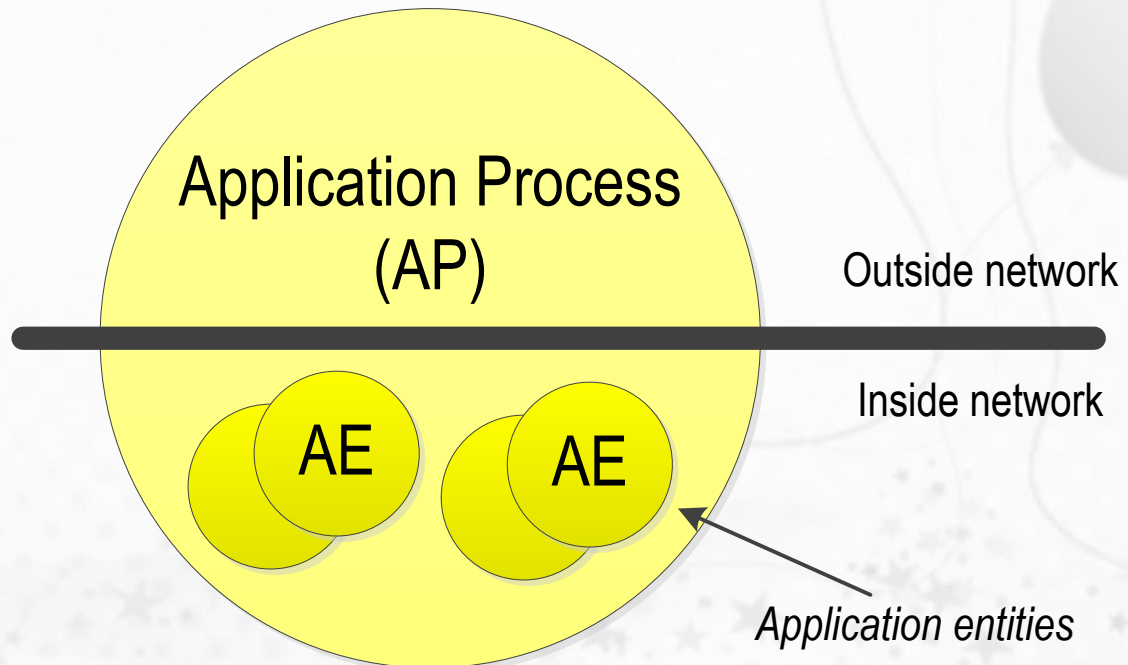 Application Process
(AP)
Outside network
Inside network
AE
AE
Application entities